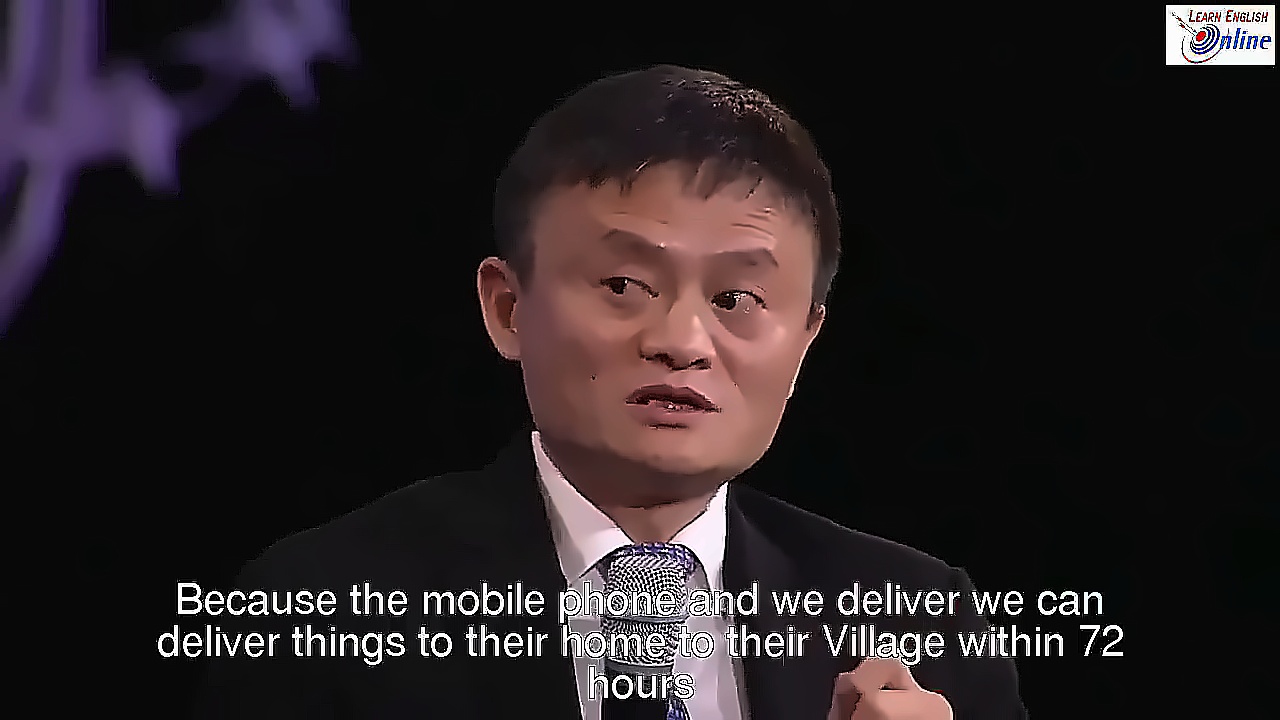 LEARN ENGLISH
Online
Because the mobile phone and we deliver we can
deliver things to their home to their Village within 72
hours